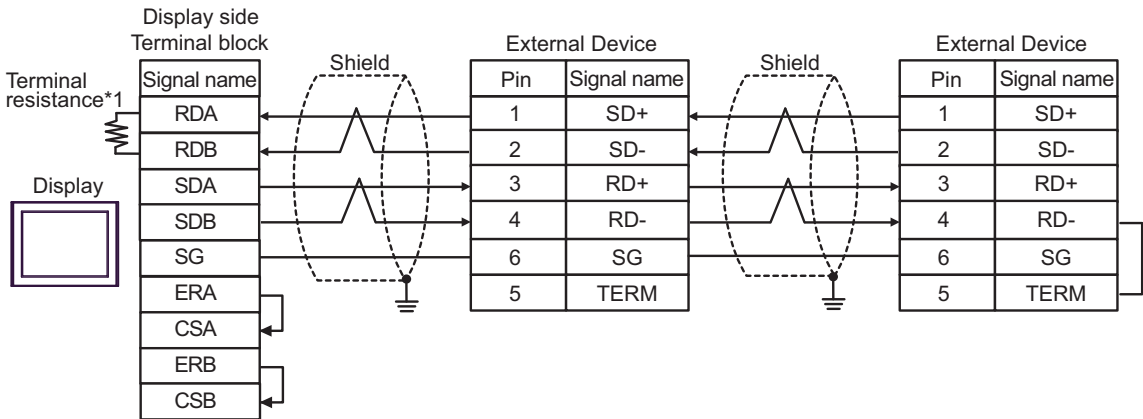 Display side
Terminal block
Terminal
resistance*1
Display
Signal name
RDA
RDB
SDA
SDB
SG
ERA
CSA
ERB
CSB
Shield
External Device
Pin Signal name
1 SD+
2 SD-
3 RD+
4 RD-
6 SG
5 TERM
Shield
External Device
Pin Signal name
1 SD+
2 SD-
3 RD+
4 RD-
6 SG
5 TERM